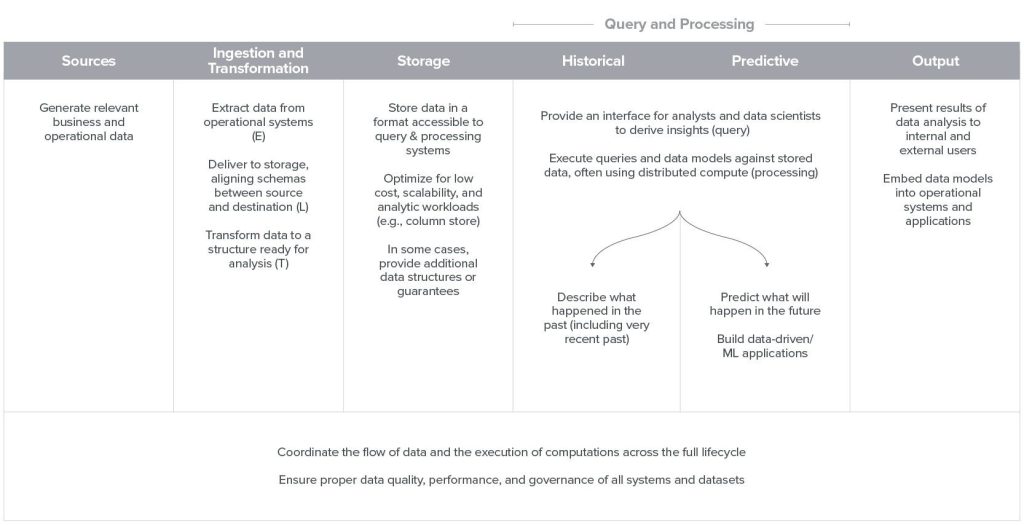 Query and Processing
Sources
Ingestion and
Transformation
Storage
Historical
Predictive
Output
Generate relevant
business and
operational data
Extract data from
operational systems
(E)
Deliver to storage,
aligning schemas
between source
and destination (L)
Transform data to a
structure ready for
analysis (T)
Store data in a
format accessible to
query & processing
systems
Optimize for low
cost, scalability, and
analytic workloads
(e.g., column store)
In some cases,
provide additional
data structures or
guarantees
Provide an interface for analysts and data scientists
to derive insights (query)
Execute queries and data models against stored
data, often using distributed compute (processing)
Describe what
happened in the
past (including very
recent past)
Predict what will
happen in the future
Build data-driven/
ML applications
Present results of
data analysis to
internal and
external users
Embed data models
into operational
systems and
applications
Coordinate the flow of data and the execution of computations across the full lifecycle
Ensure proper data quality, performance, and governance of all systems and datasets